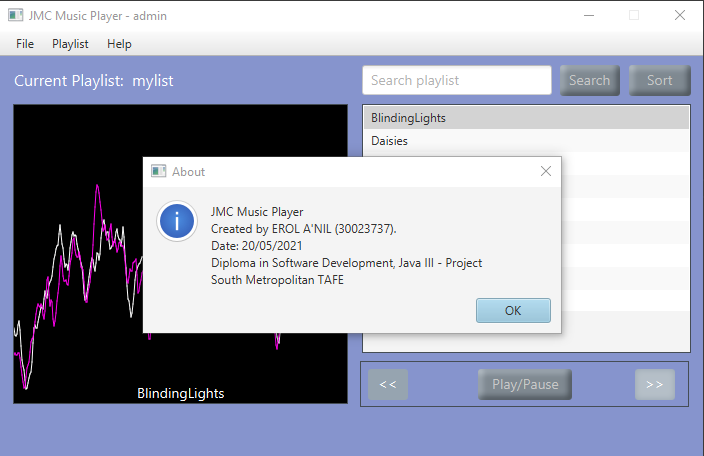 JMC Music Player - admin
File Playlist Help
Current Playlist: mylist
Search playlist
Search
Sort
BlindingLights
Daisies
About
JMC Music Player
Created by EROL A'NIL (30023737).
Date: 20/05/2021
Diploma in Software Development, Java III - Project
South Metropolitan TAFE
OK
BlindingLights
<< Play/Pause >>